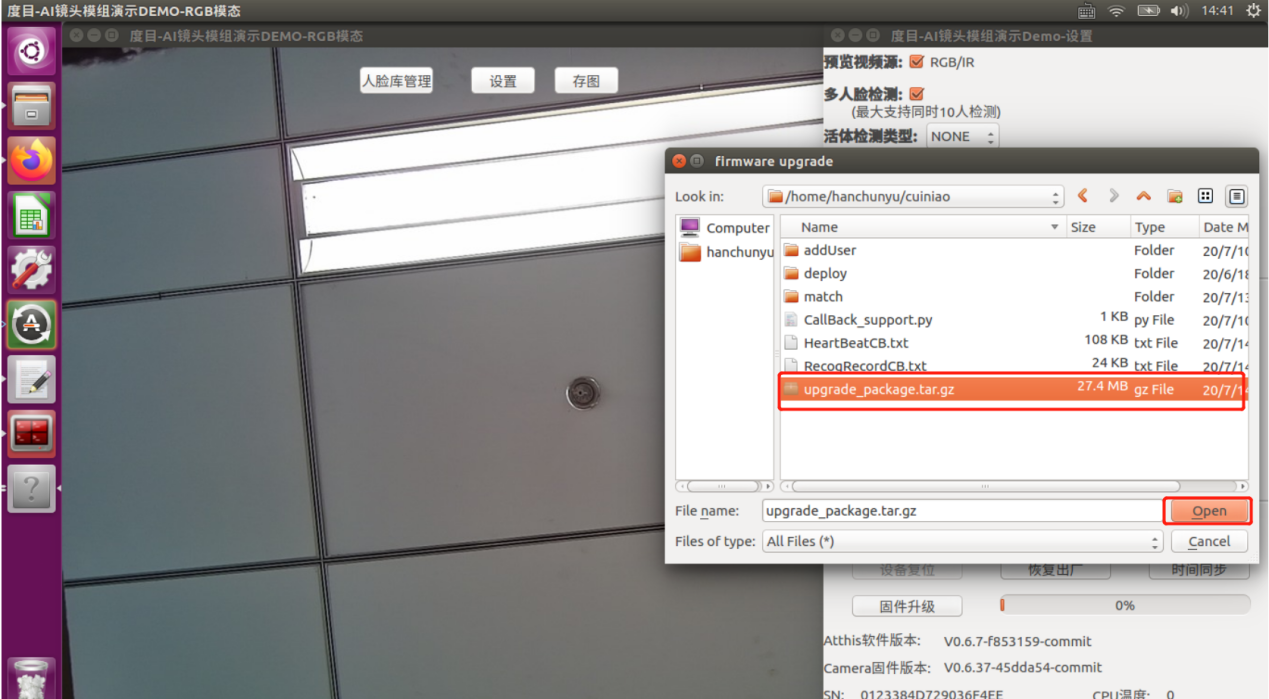 度目-AI镜头模组演示DEMO-RGB模态
14:41
度目-AI镜头模组演示DEMO-RGB模态
度目-AI镜头模组演示Demo-设置
人脸库管理
设置
存图
预览视频源: RGB/IR
多人脸检测:
(最大支持同时10人检测)
活体检测类型: NONE
firmware upgrade
Look in: /home/hanchunyu/cuiniao
Computer
hanchunyu
Name Size Type Date M
addUser Folder 20/7/10
deploy Folder 20/6/18
match Folder 20/7/13
CallBack_support.py 1 KB py File 20/7/10
HeartBeatCB.txt 108 KB txt File 20/7/14
RecogRecordCB.txt 24 KB txt File 20/7/14
upgrade_package.tar.gz 27.4 MB gz File 20/7/14
File name: upgrade_package.tar.gz Open
Files of type: All Files (*) Cancel
设备复位 恢复出厂 时间同步
固件升级 0%
Atthis软件版本: V0.6.7-f853159-commit
Camera固件版本: V0.6.37-45dda54-commit
SN: 0123384D729036F4EE CPU温度: 0